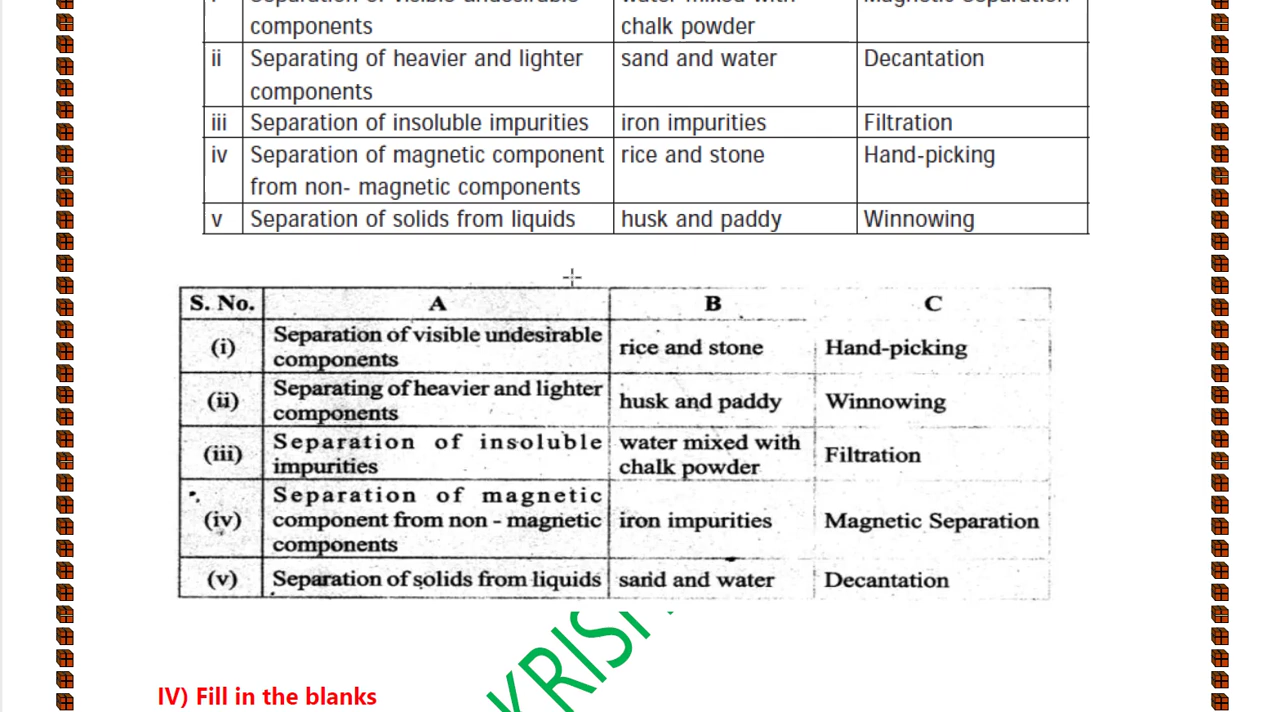 components chalk powder
ii Separating of heavier and lighter sand and water Decantation
components
iii Separation of insoluble impurities iron impurities Filtration
iv Separation of magnetic component rice and stone Hand-picking
from non- magnetic components
v Separation of solids from liquids husk and paddy Winnowing
S. No. A B C
(i) Separation of visible undesirable components rice and stone Hand-picking
(ii) Separating of heavier and lighter components husk and paddy Winnowing
(iii) Separation of insoluble impurities water mixed with chalk powder Filtration
(iv) Separation of magnetic component from non - magnetic components iron impurities Magnetic Separation
(v) Separation of solids from liquids sand and water Decantation
IV) Fill in the blanks